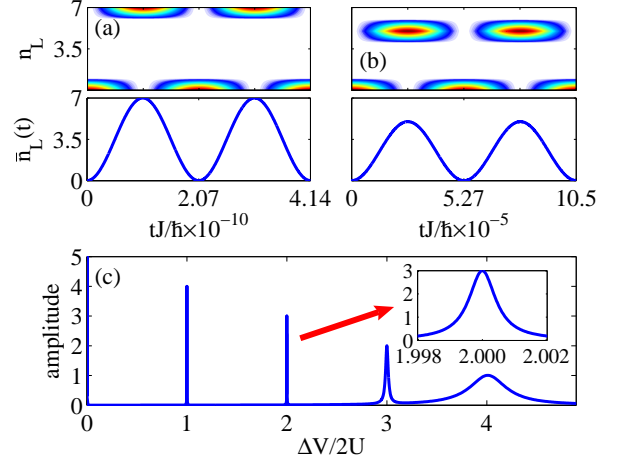 7
(a)
3.5
n_L
(b)
7
3.5
n̄_L(t)
0
0 2.07 4.14
0 5.27 10.5
tJ/ħ×10^−10
tJ/ħ×10^−5
5
(c)
4
3
2
1
0
amplitude
3
2
1
0
1.998 2.000 2.002
0 1 2 3 4
ΔV/2U